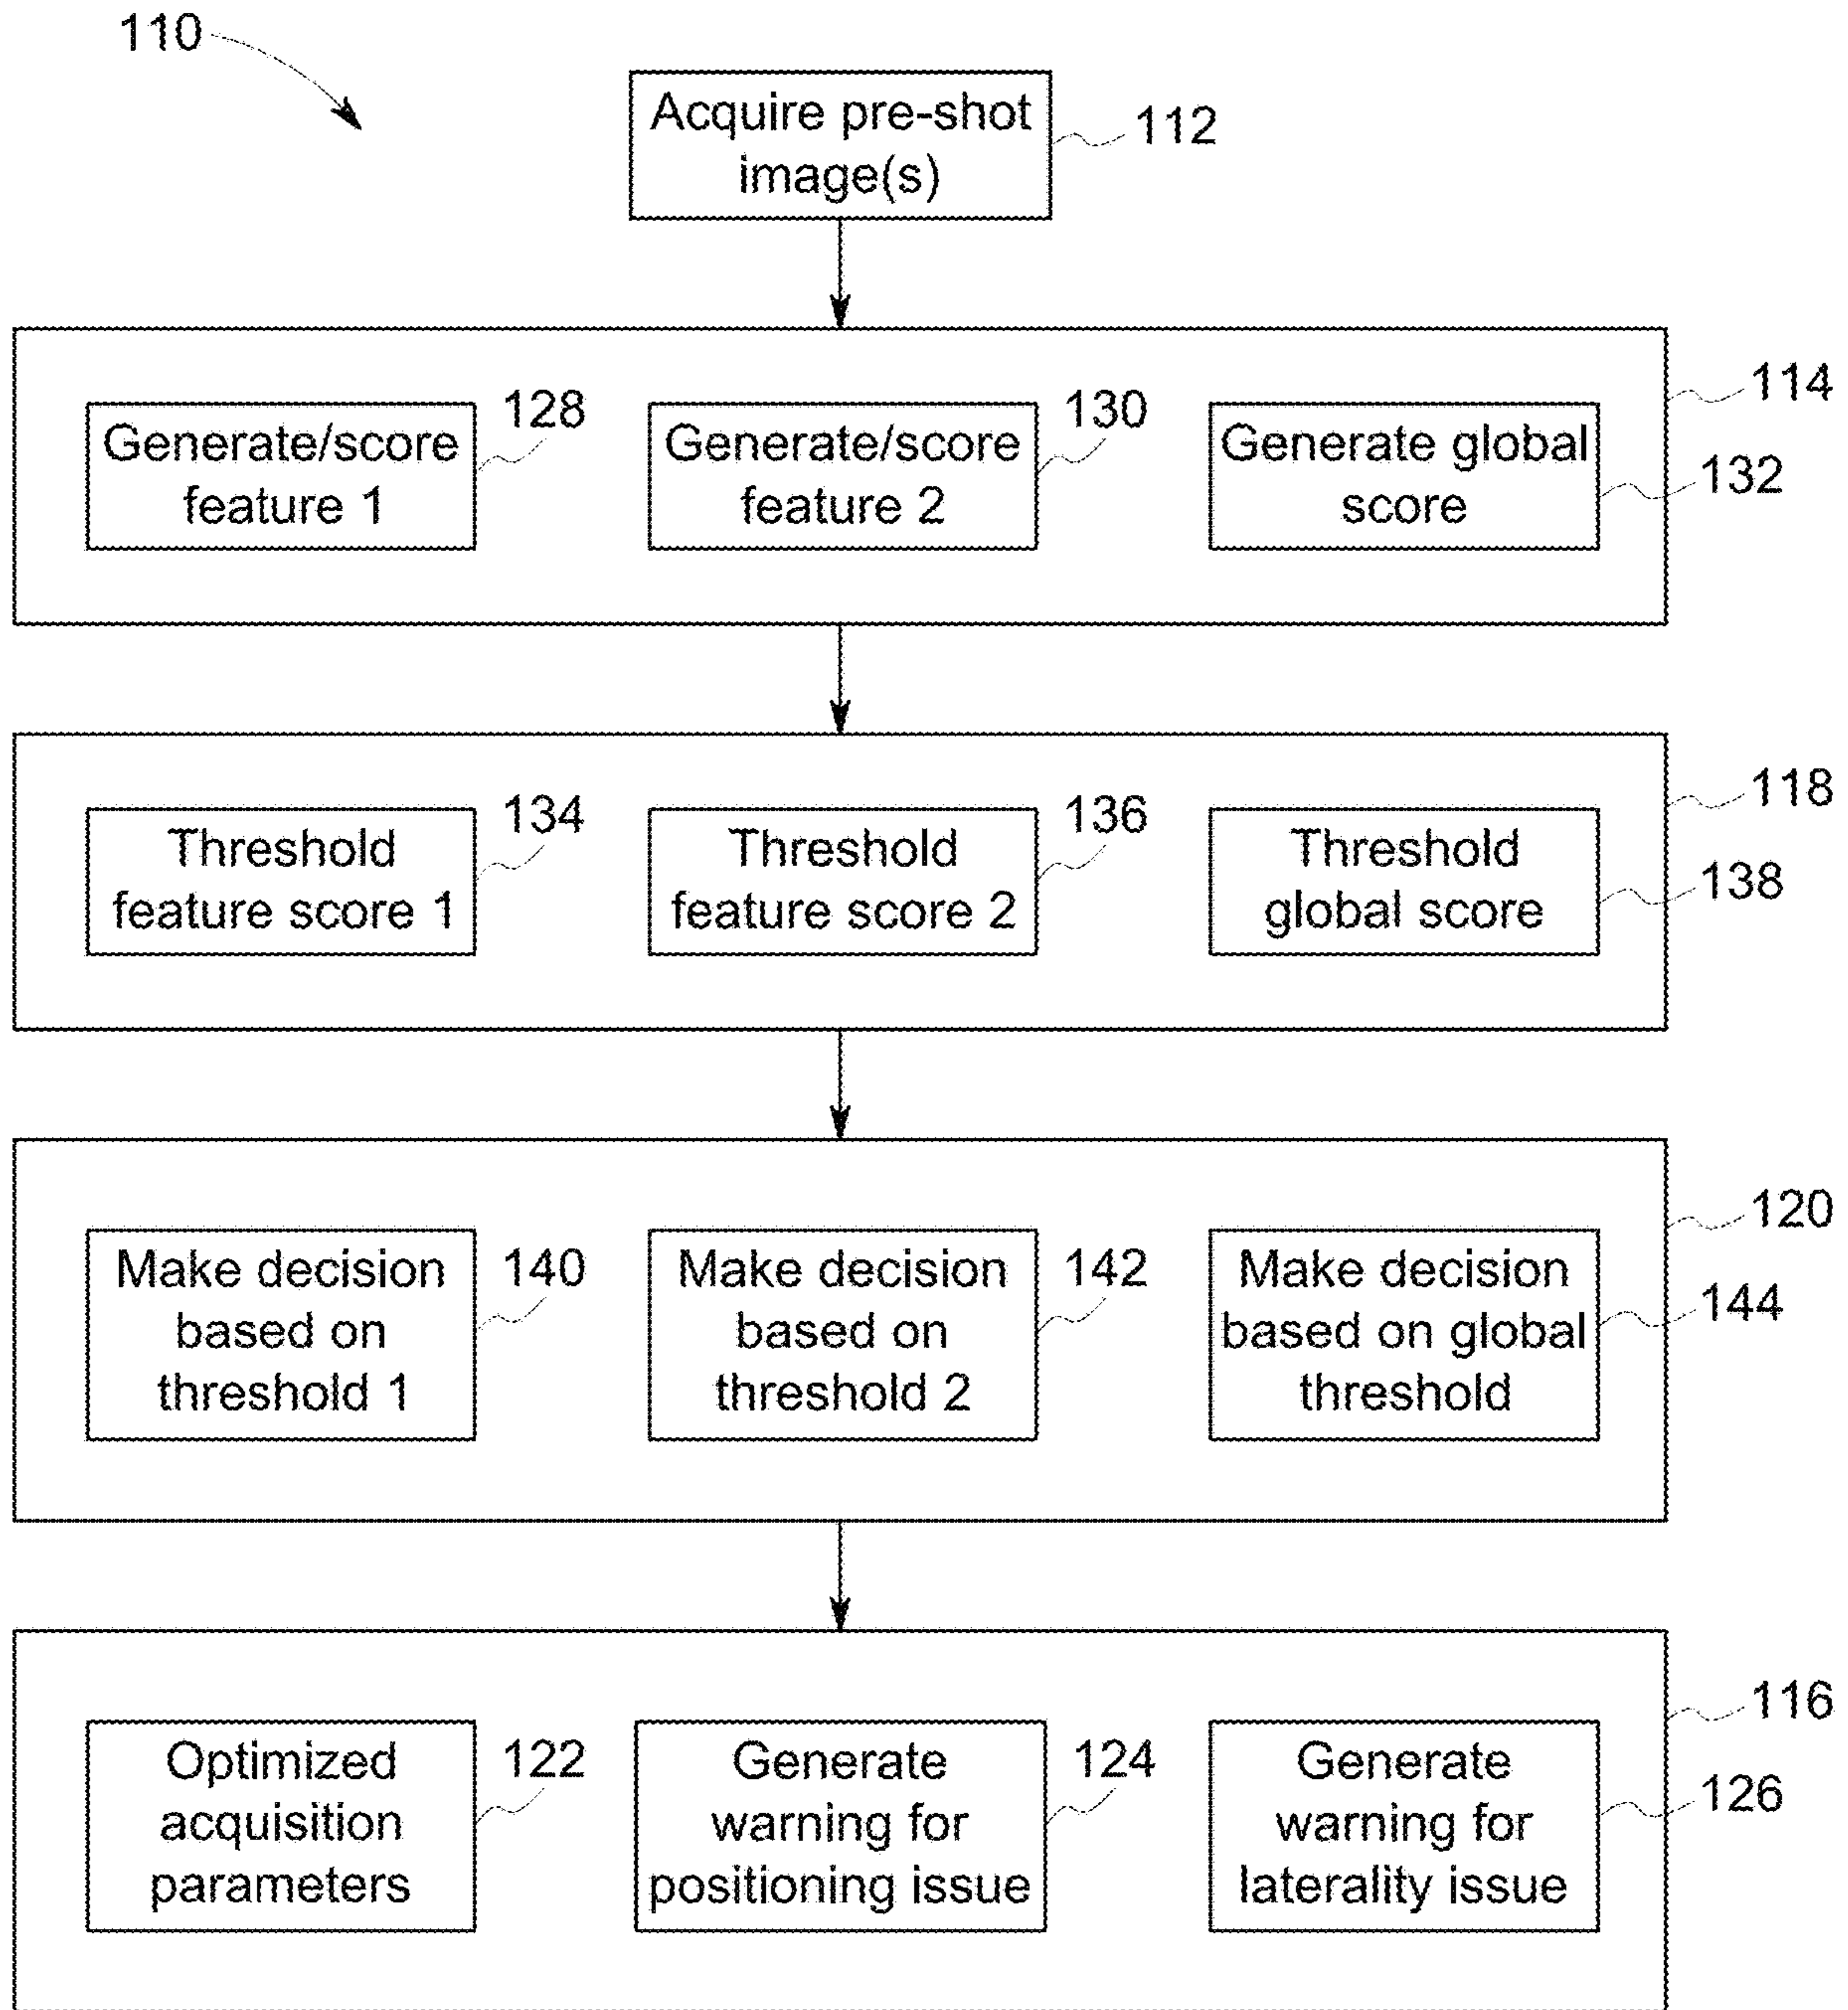 110
Acquire pre-shot
image(s)
112
114
Generate/score
feature 1
128
Generate/score
feature 2
130
Generate global
score
132
118
Threshold
feature score 1
134
Threshold
feature score 2
136
Threshold
global score
138
120
Make decision
based on
threshold 1
140
Make decision
based on
threshold 2
142
Make decision
based on global
threshold
144
116
Optimized
acquisition
parameters
122
Generate
warning for
positioning issue
124
Generate
warning for
laterality issue
126